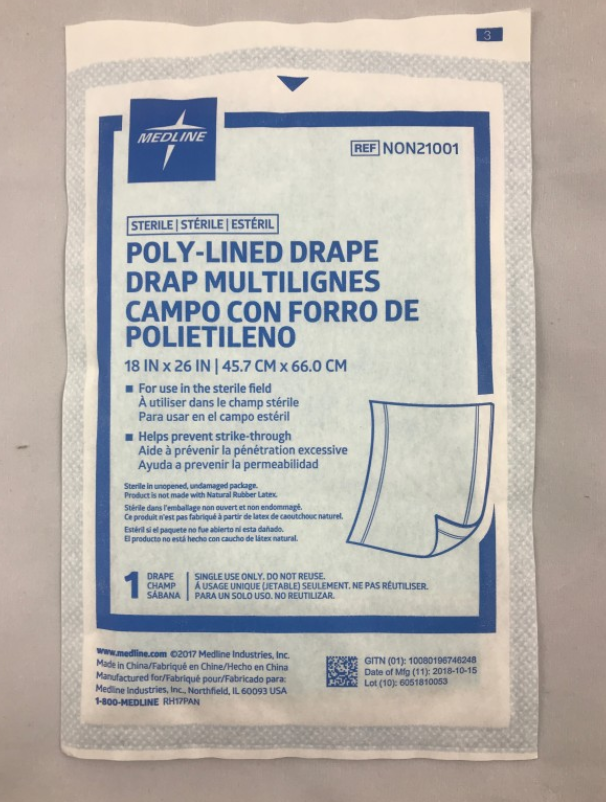 3
MEDLINE
REF NON21001
STERILE | STÉRILE | ESTÉRIL
POLY-LINED DRAPE
DRAP MULTILIGNES
CAMPO CON FORRO DE
POLIETILENO
18 IN x 26 IN | 45.7 CM x 66.0 CM
■ For use in the sterile field
À utiliser dans le champ stérile
Para usar en el campo estéril
■ Helps prevent strike-through
Aide à prévenir la pénétration excessive
Ayuda a prevenir la permeabilidad
Sterile in unopened, undamaged package.
Product is not made with Natural Rubber Latex.
Stérile dans l'emballage non ouvert et non endommagé.
Ce produit n'est pas fabriqué à partir de latex de caoutchouc naturel.
Estéril si el paquete no fue abierto ni esta dañado.
El producto no está hecho con caucho de látex natural.
1 DRAPE
CHAMP
SÁBANA
SINGLE USE ONLY. DO NOT REUSE.
À USAGE UNIQUE (JETABLE) SEULEMENT. NE PAS RÉUTILISER.
PARA UN SOLO USO. NO REUTILIZAR.
www.medline.com ©2017 Medline Industries, Inc.
Made in China/Fabriqué en Chine/Hecho en China
Manufactured for/Fabriqué pour/Fabricado para:
Medline Industries, Inc., Northfield, IL 60093 USA
1-800-MEDLINE RH17PAN
GITN (01): 10080196746248
Date of Mfg (11): 2018-10-15
Lot (10): 6051810053